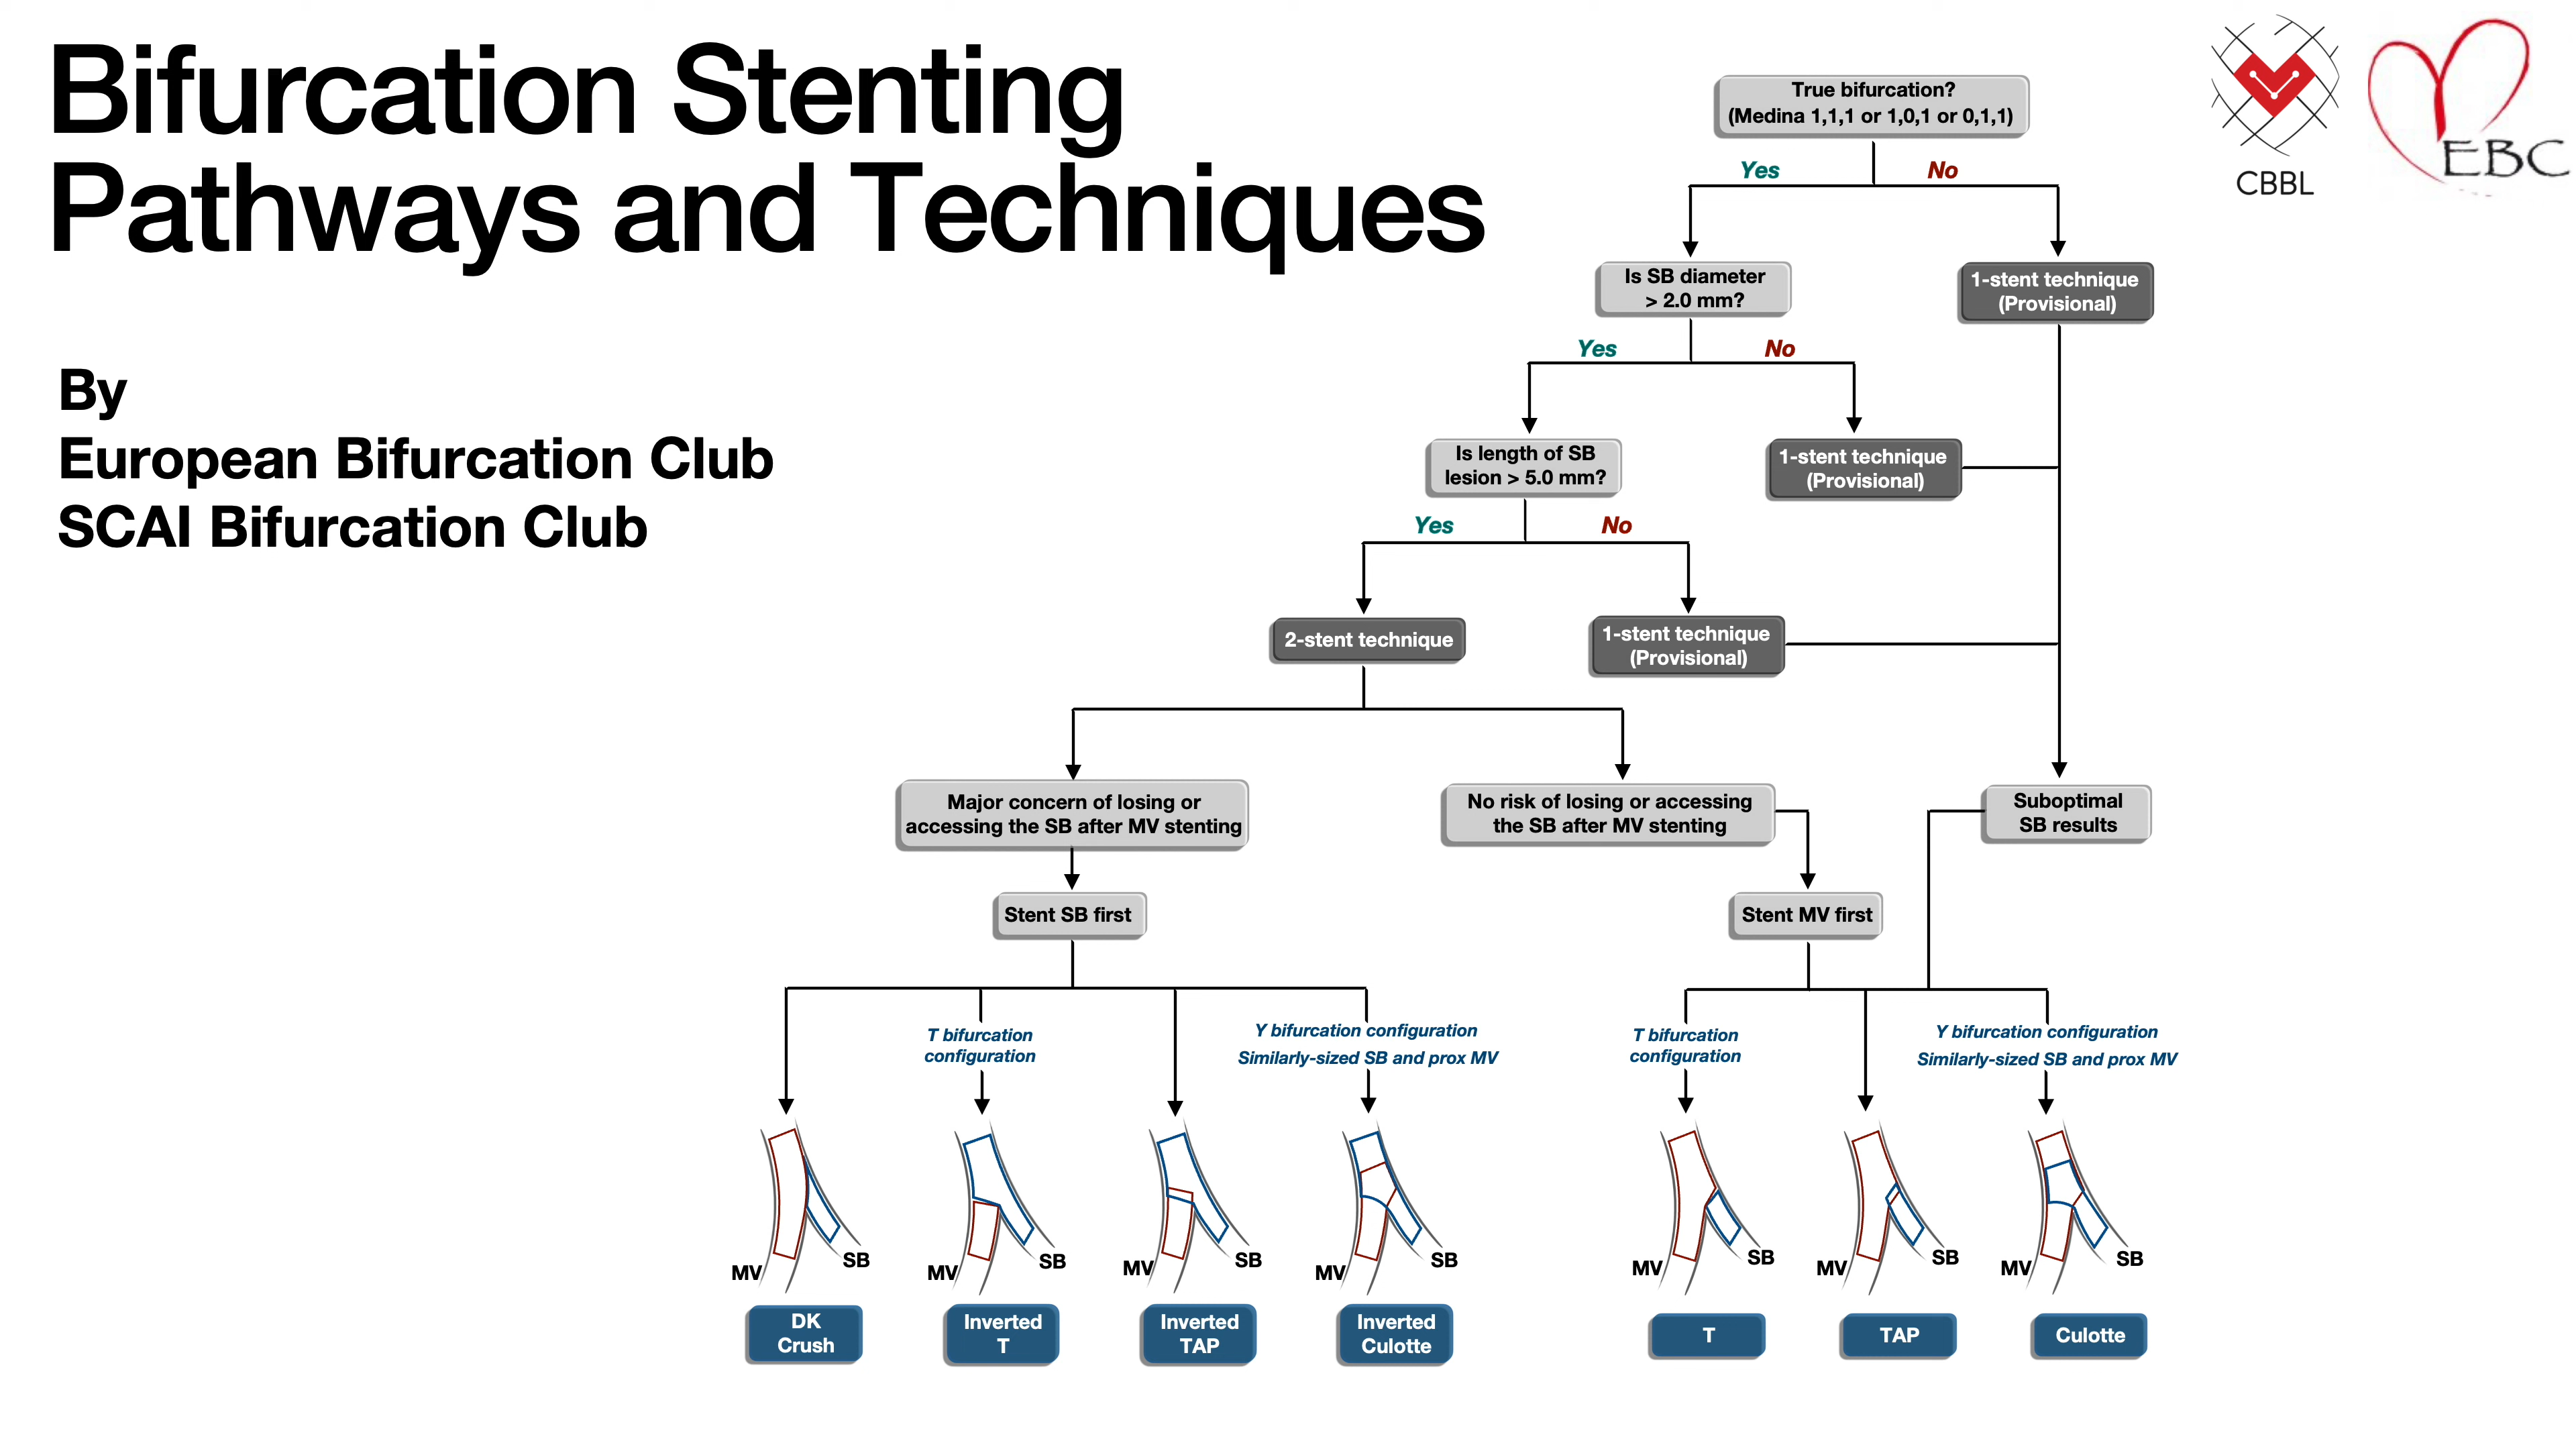 Bifurcation Stenting
Pathways and Techniques
By
European Bifurcation Club
SCAI Bifurcation Club
CBBL
EBC
True bifurcation?
(Medina 1,1,1 or 1,0,1 or 0,1,1)
Yes
No
Is SB diameter
> 2.0 mm?
1-stent technique
(Provisional)
Yes
No
Is length of SB
lesion > 5.0 mm?
1-stent technique
(Provisional)
Yes
No
2-stent technique
1-stent technique
(Provisional)
Major concern of losing or
accessing the SB after MV stenting
No risk of losing or accessing
the SB after MV stenting
Suboptimal
SB results
Stent SB first
Stent MV first
T bifurcation
configuration
Y bifurcation configuration
Similarly-sized SB and prox MV
T bifurcation
configuration
Y bifurcation configuration
Similarly-sized SB and prox MV
MV
SB
MV
SB
MV
SB
MV
SB
MV
SB
MV
SB
MV
SB
DK
Crush
Inverted
T
Inverted
TAP
Inverted
Culotte
T
TAP
Culotte